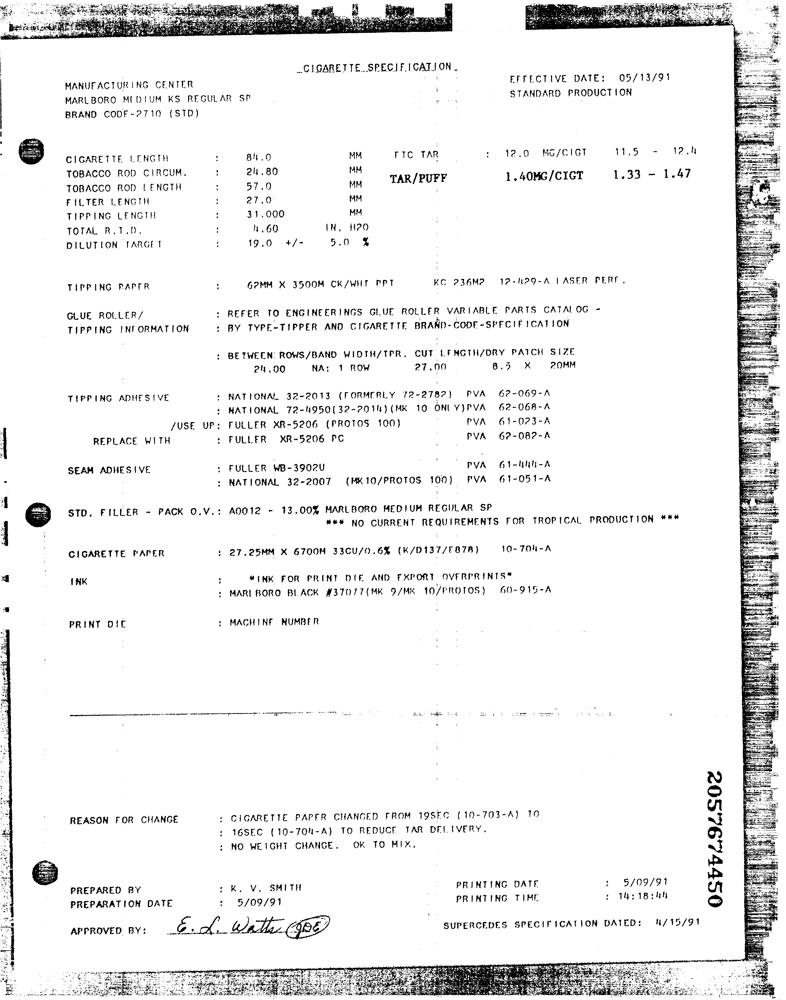 CIGARETTE SPECIFICATION
EFFECTIVE DATE: 05/13/91
MANUFACTURING CENTER
STANDARD PRODUCTION
MARLBORO MEDIUM KS REGULAR SP
BRAND CODE-2710 (STD)
CIGARETTE LENGTH : 84.0 MM FTC TAR : 12.0 MG/CIGT 11.5 - 12.4
TOBACCO ROD CIRCUM. : 24.80 MM TAR/PUFF 1.40MG/CIGT 1.33 - 1.47
TOBACCO ROD LENGTH : 57.0 MM
FILTER LENGTH : 27.0 MM
TIPPING LENGTH : 31.000 MM
TOTAL R.T.D. : 4.60 IN. H2O
DILUTION TARGET : 19.0 +/- 5.0 %
TIPPING PAPER : 62MM X 3500M CK/WHT PPT KC 236M2 12-429-A LASER PERF.
GLUE ROLLER/ : REFER TO ENGINEERINGS GLUE ROLLER VARIABLE PARTS CATALOG -
TIPPING INFORMATION : BY TYPE-TIPPER AND CIGARETTE BRAND-CODE-SPECIFICATION
: BETWEEN ROWS/BAND WIDTH/TPR. CUT LENGTH/DRY PATCH SIZE
24.00 NA: 1 ROW 27.00 8.5 X 20MM
TIPPING ADHESIVE : NATIONAL 32-2013 (FORMERLY 72-2782) PVA 62-069-A
: NATIONAL 72-4950(32-2014)(MK 10 ONLY)PVA 62-068-A
/USE UP: FULLER XR-5206 (PROTOS 100) PVA 61-023-A
REPLACE WITH : FULLER XR-5206 PC PVA 62-082-A
SEAM ADHESIVE : FULLER WB-3902U PVA 61-444-A
: NATIONAL 32-2007 (MK10/PROTOS 100) PVA 61-051-A
STD. FILLER - PACK O.V.: A0012 - 13.00% MARLBORO MEDIUM REGULAR SP
*** NO CURRENT REQUIREMENTS FOR TROPICAL PRODUCTION ***
CIGARETTE PAPER : 27.25MM X 6700M 33CU/0.6% (K/D137/F878) 10-704-A
INK : *INK FOR PRINT DIE AND EXPORT OVERPRINTS*
: MARLBORO BLACK #37077(MK 9/MK 10/PROTOS) 60-915-A
PRINT DIE : MACHINE NUMBER
REASON FOR CHANGE : CIGARETTE PAPER CHANGED FROM 19SEC (10-703-A) TO
: 16SEC (10-704-A) TO REDUCE TAR DELIVERY.
: NO WEIGHT CHANGE. OK TO MIX.
2057674450
PREPARED BY : K. V. SMITH PRINTING DATE : 5/09/91
PREPARATION DATE : 5/09/91 PRINTING TIME : 14:18:44
APPROVED BY: E. L. Watts SUPERCEDES SPECIFICATION DATED: 4/15/91